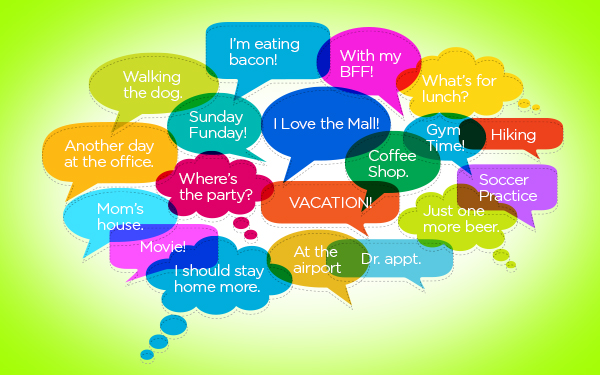 I'm eating
bacon!
With my
BFF!
Walking
the dog.
What's for
lunch?
Sunday
Funday!
I Love the Mall!
Gym
Time!
Hiking
Another day
at the office.
Coffee
Shop.
Where's
the party?
Soccer
Practice
VACATION!
Mom's
house.
Just one
more beer.
Movie!
At the
airport
Dr. appt.
I should stay
home more.